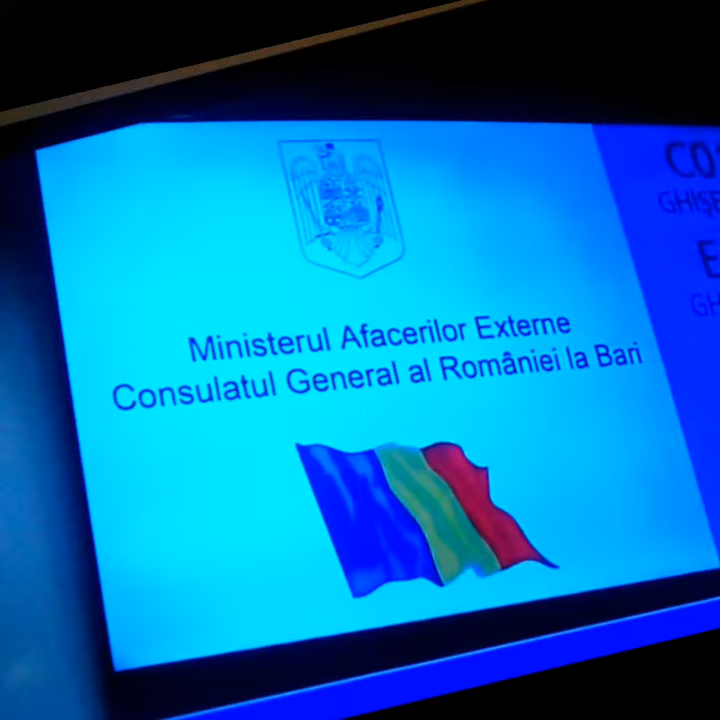 Ministerul Afacerilor Externe
Consulatul General al României la Bari